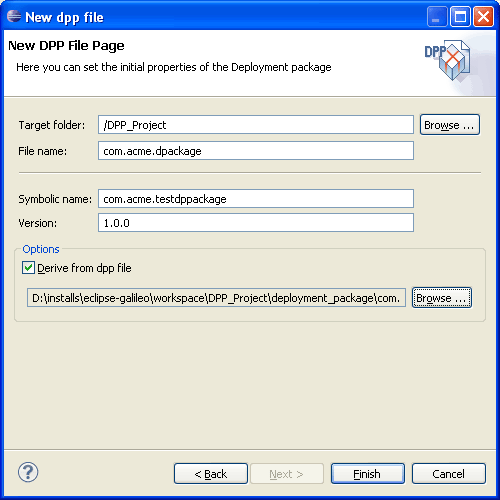 New dpp file
New DPP File Page
Here you can set the initial properties of the Deployment package
DPP
Target folder: /DPP_Project Browse ...
File name: com.acme.dpackage
Symbolic name: com.acme.testdppackage
Version: 1.0.0
Options
Derive from dpp file
D:\installs\eclipse-galileo\workspace\DPP_Project\deployment_package\com. Browse ...
? < Back Next > Finish Cancel